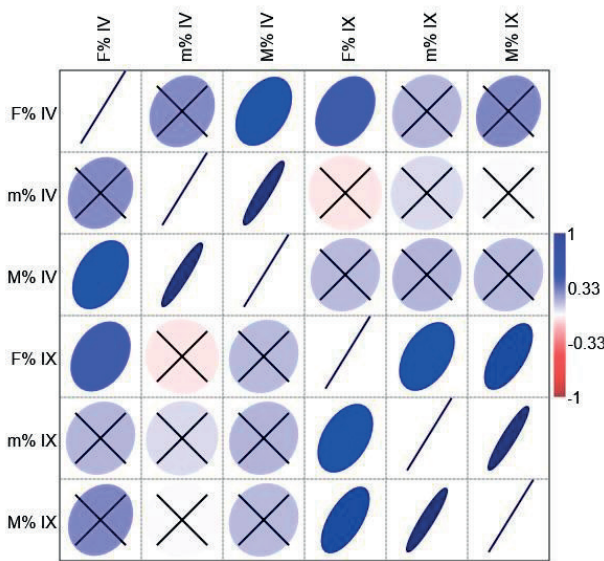 F% IV
m% IV
M% IV
F% IX
m% IX
M% IX
F% IV
m% IV
M% IV
F% IX
m% IX
M% IX
1
0.33
-0.33
-1